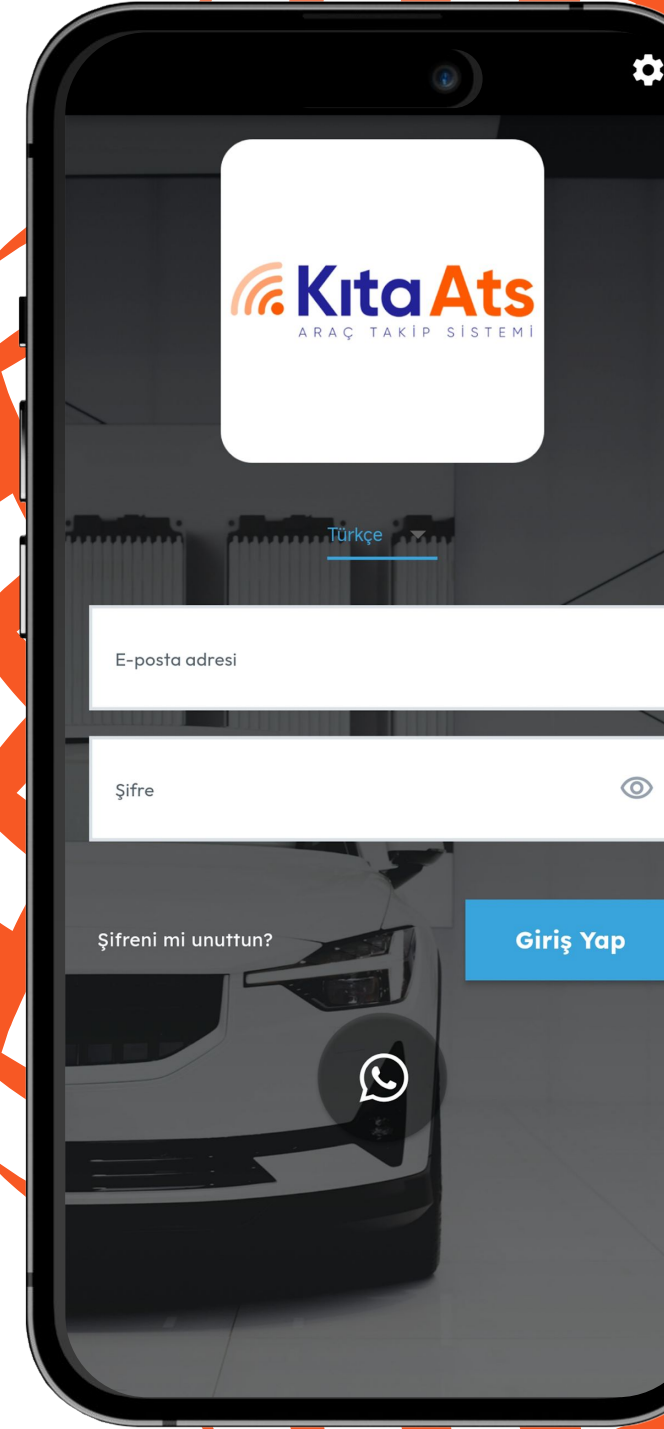 Kıta Ats
ARAÇ TAKİP SİSTEMİ
Türkçe
E-posta adresi
Şifre
Şifreni mi unuttun?
Giriş Yap